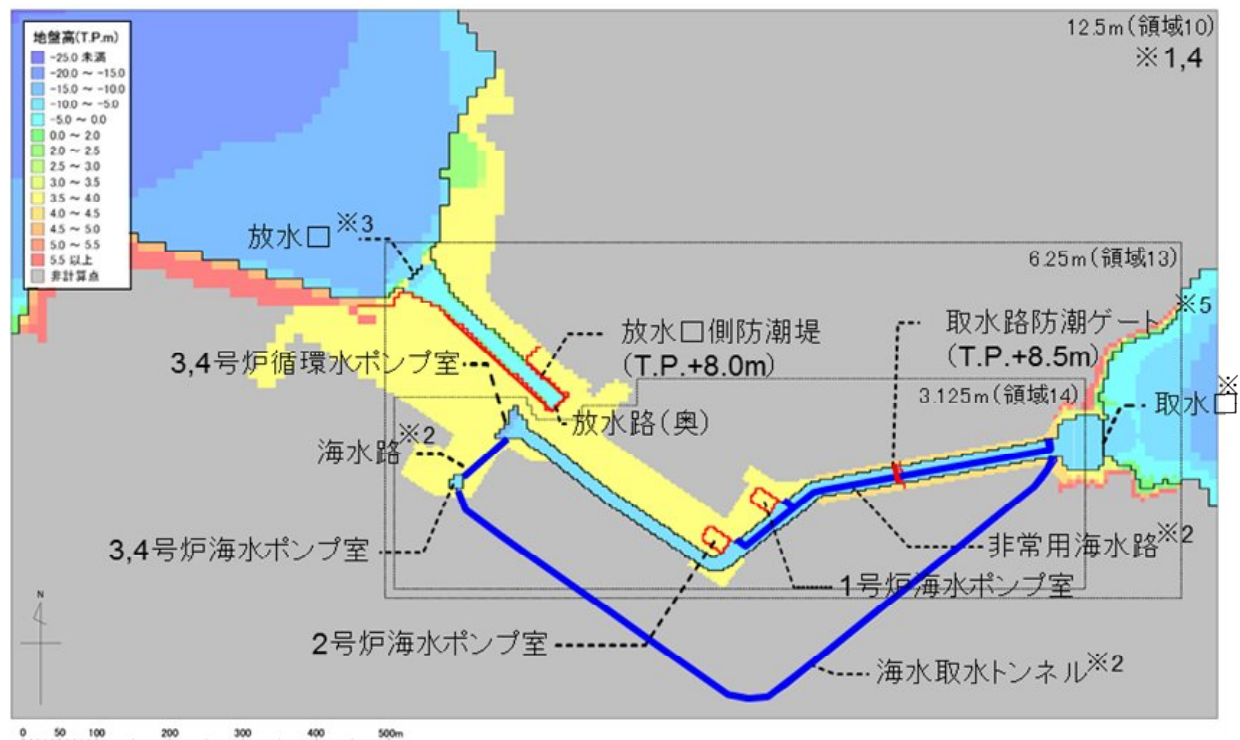 地盤高(T.P.m)
-25.0 未満
-20.0 ～ -15.0
-15.0 ～ -10.0
-10.0 ～ -5.0
-5.0 ～ 0.0
0.0 ～ 2.0
2.0 ～ 2.5
2.5 ～ 3.0
3.0 ～ 3.5
3.5 ～ 4.0
4.0 ～ 4.5
4.5 ～ 5.0
5.0 ～ 5.5
5.5 以上
非計算点
12.5m(領域10)
※1,4
放水口※3
6.25m(領域13)
放水口側防潮堤
(T.P.+8.0m)
取水路防潮ゲート※5
(T.P.+8.5m)
3,4号炉循環水ポンプ室
3.125m(領域14)
取水口※
放水路(奥)
海水路※2
3,4号炉海水ポンプ室
非常用海水路※2
1号炉海水ポンプ室
2号炉海水ポンプ室
海水取水トンネル※2
N
0 50 100 200 300 400 500m